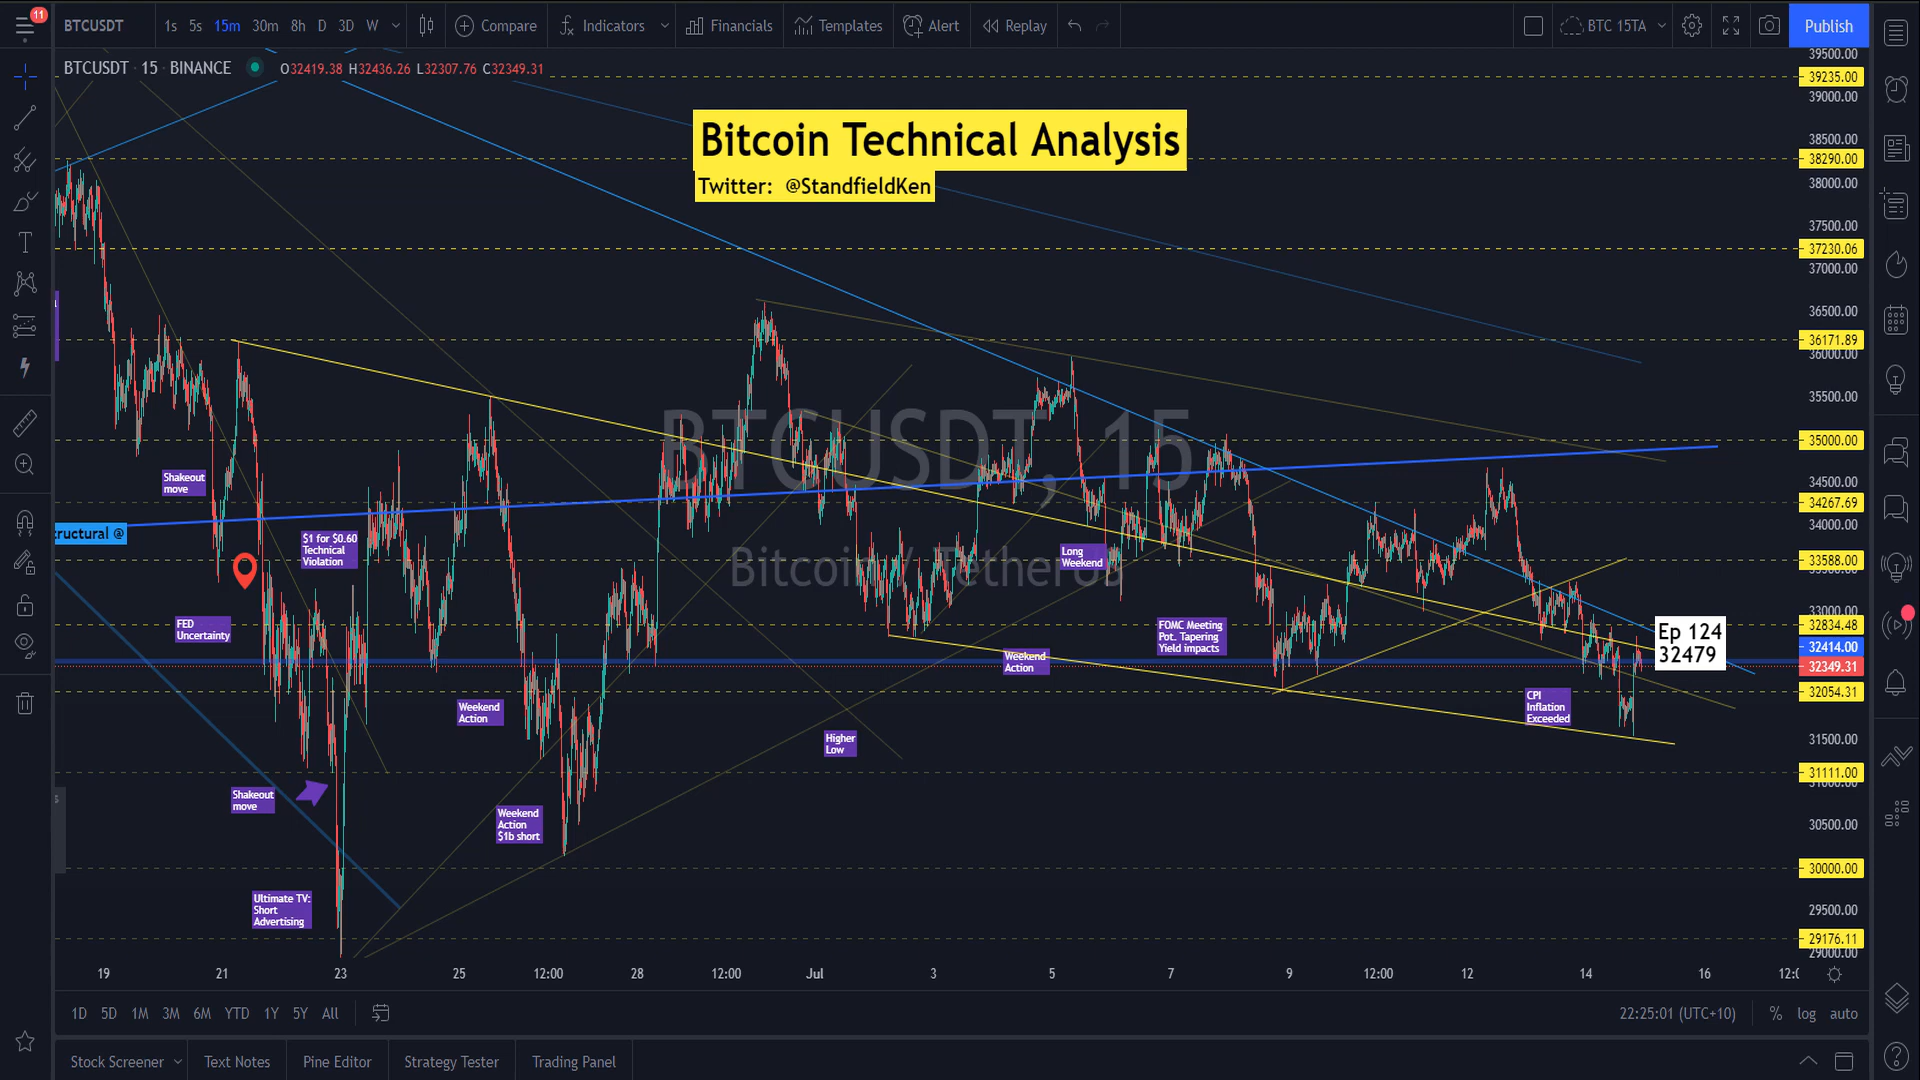 11
BTCUSDT
1s 5s 15m 30m 8h D 3D W
Compare
Indicators
Financials
Templates
Alert
Replay
BTC 15TA
Publish
BTCUSDT · 15 · BINANCE
O32419.38 H32436.26 L32307.76 C32349.31
Bitcoin Technical Analysis
Twitter: @StandfieldKen
BTCUSDT, 15
Bitcoin / TetherUS
Shakeout
move
ructural @
$1 for $0.60
Technical
Violation
FED
Uncertainty
Shakeout
move
Ultimate TV:
Short
Advertising
Weekend
Action
Weekend
Action
$1b short
Higher
Low
Weekend
Action
Long
Weekend
FOMC Meeting
Pot. Tapering
Yield impacts
CPI
Inflation
Exceeded
Ep 124
32479
39500.00
39235.00
39000.00
38500.00
38290.00
38000.00
37500.00
37230.06
37000.00
36500.00
36171.89
36000.00
35500.00
35000.00
34500.00
34267.69
34000.00
33588.00
33000.00
32834.48
32414.00
32349.31
32054.31
31500.00
31111.00
31000.00
30500.00
30000.00
29500.00
29176.11
29000.00
19 21 23 25 12:00 28 12:00 Jul 3 5 7 9 12:00 12 14 16
1D 5D 1M 3M 6M YTD 1Y 5Y All
22:25:01 (UTC+10)
% log auto
Stock Screener
Text Notes
Pine Editor
Strategy Tester
Trading Panel